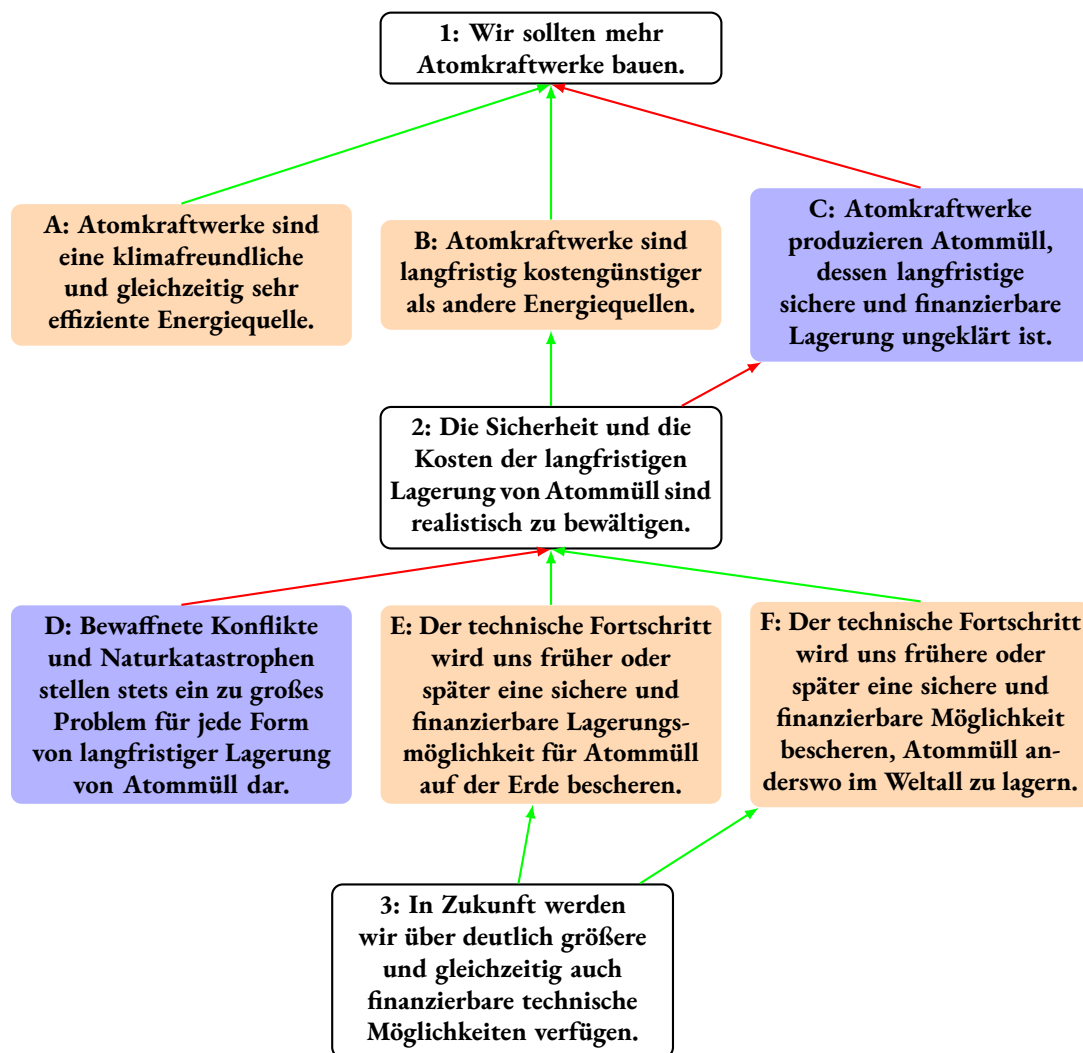 1: Wir sollten mehr
Atomkraftwerke bauen.
A: Atomkraftwerke sind
eine klimafreundliche
und gleichzeitig sehr
effiziente Energiequelle.
B: Atomkraftwerke sind
langfristig kostengünstiger
als andere Energiequellen.
C: Atomkraftwerke
produzieren Atommüll,
dessen langfristige
sichere und finanzierbare
Lagerung ungeklärt ist.
2: Die Sicherheit und die
Kosten der langfristigen
Lagerung von Atommüll sind
realistisch zu bewältigen.
D: Bewaffnete Konflikte
und Naturkatastrophen
stellen stets ein zu großes
Problem für jede Form
von langfristiger Lagerung
von Atommüll dar.
E: Der technische Fortschritt
wird uns früher oder
später eine sichere und
finanzierbare Lagerungs-
möglichkeit für Atommüll
auf der Erde bescheren.
F: Der technische Fortschritt
wird uns frühere oder
später eine sichere und
finanzierbare Möglichkeit
bescheren, Atommüll an-
derswo im Weltall zu lagern.
3: In Zukunft werden
wir über deutlich größere
und gleichzeitig auch
finanzierbare technische
Möglichkeiten verfügen.